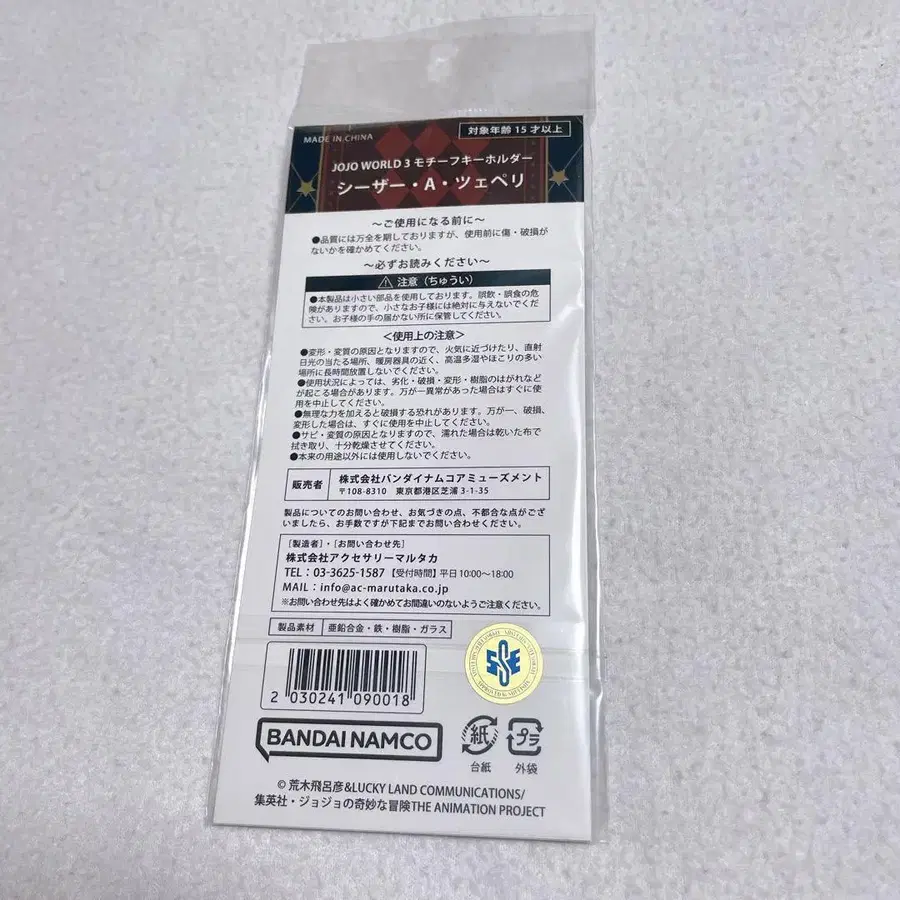 MADE IN CHINA
対象年齢 15 才以上
JOJO WORLD 3 モチーフキーホルダー
シーザー・A・ツェペリ
～ご使用になる前に～
●品質には万全を期しておりますが、使用前に傷・破損が
ないかを確かめてください。
～必ずお読みください～
注意（ちゅうい）
●本製品は小さい部品を使用しております。誤飲・誤食の危
険がありますので、小さなお子様には絶対に与えないでくだ
さい。お子様の手の届かない所に保管してください。
＜使用上の注意＞
●変形・変質の原因となりますので、火気に近づけたり、直射
日光の当たる場所、暖房器具の近く、高温多湿やほこりの多い
場所に長時間放置しないでください。
●使用状況によっては、劣化・破損・変形・樹脂のはがれなど
が起こる場合があります。万が一異常があった場合はすぐに使
用を中止してください。
●無理な力を加えると破損する恐れがあります。万が一、破損、
変形した場合は、すぐに使用を中止してください。
●サビ・変質の原因となりますので、濡れた場合は乾いた布で
拭き取り、十分乾燥させてください。
●本来の用途以外には使用しないでください。
販売者
株式会社バンダイナムコアミューズメント
〒108-8310 東京都港区芝浦 3-1-35
製品についてのお問い合わせ、お気づきの点、不都合な点がござ
いましたら、お手数ですが下記までお問い合わせください。
［製造者］・［お問い合わせ先］
株式会社アクセサリーマルタカ
TEL：03-3625-1587【受付時間】平日 10:00～18:00
MAIL：info@ac-marutaka.co.jp
※お問い合わせ先はよく確かめてお間違のないようご注意ください。
製品素材 亜鉛合金・鉄・樹脂・ガラス
2 030241 090018
SSE
BANDAI NAMCO
紙
プラ
台紙
外袋
© 荒木飛呂彦&LUCKY LAND COMMUNICATIONS/
集英社・ジョジョの奇妙な冒険THE ANIMATION PROJECT